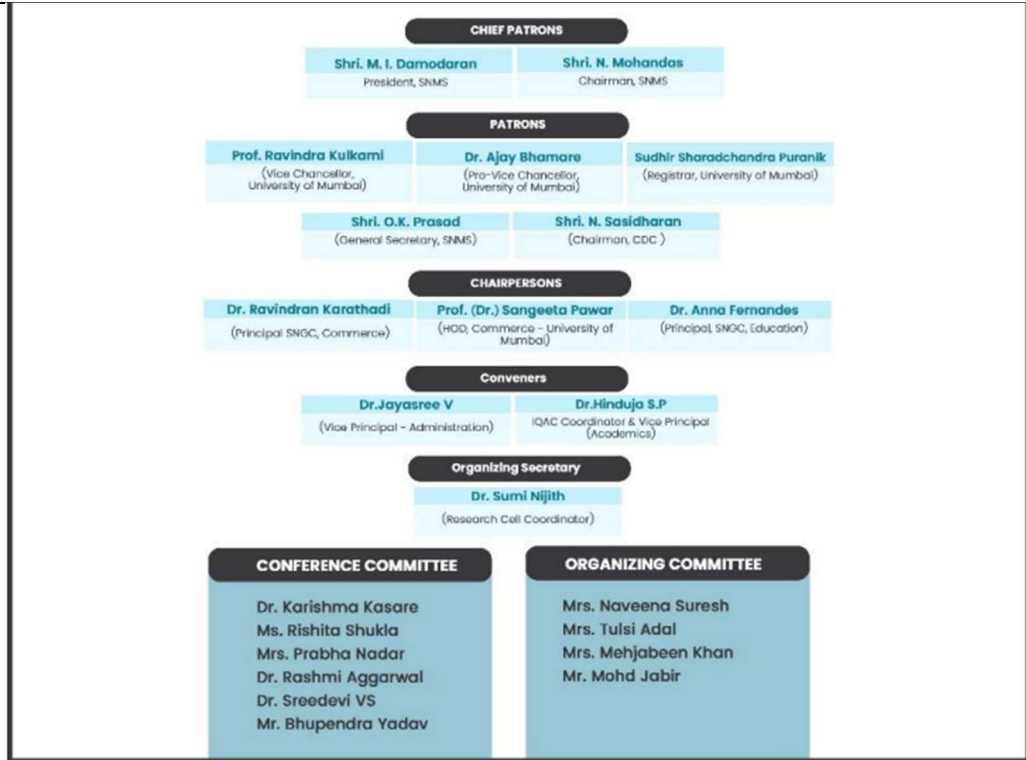 CHIEF PATRONS
Shri. M. I. Damodaran
President, SNMS
Shri. N. Mohandas
Chairman, SNMS
PATRONS
Prof. Ravindra Kulkarni
(Vice Chancellor,
University of Mumbai)
Dr. Ajay Bhamare
(Pro-Vice Chancellor,
University of Mumbai)
Sudhir Sharadchandra Puranik
(Registrar, University of Mumbai)
Shri. O.K. Prasad
(General Secretary, SNMS)
Shri. N. Sasidharan
(Chairman, CDC )
CHAIRPERSONS
Dr. Ravindran Karathadi
(Principal SNGC, Commerce)
Prof. (Dr.) Sangeeta Pawar
(HOD, Commerce - University of
Mumbai)
Dr. Anna Fernandes
(Principal, SNGC, Education)
Conveners
Dr.Jayasree V
(Vice Principal - Administration)
Dr.Hinduja S.P
IQAC Coordinator & Vice Principal
(Academics)
Organizing Secretary
Dr. Sumi Nijith
(Research Cell Coordinator)
CONFERENCE COMMITTEE
Dr. Karishma Kasare
Ms. Rishita Shukla
Mrs. Prabha Nadar
Dr. Rashmi Aggarwal
Dr. Sreedevi VS
Mr. Bhupendra Yadav
ORGANIZING COMMITTEE
Mrs. Naveena Suresh
Mrs. Tulsi Adal
Mrs. Mehjabeen Khan
Mr. Mohd Jabir